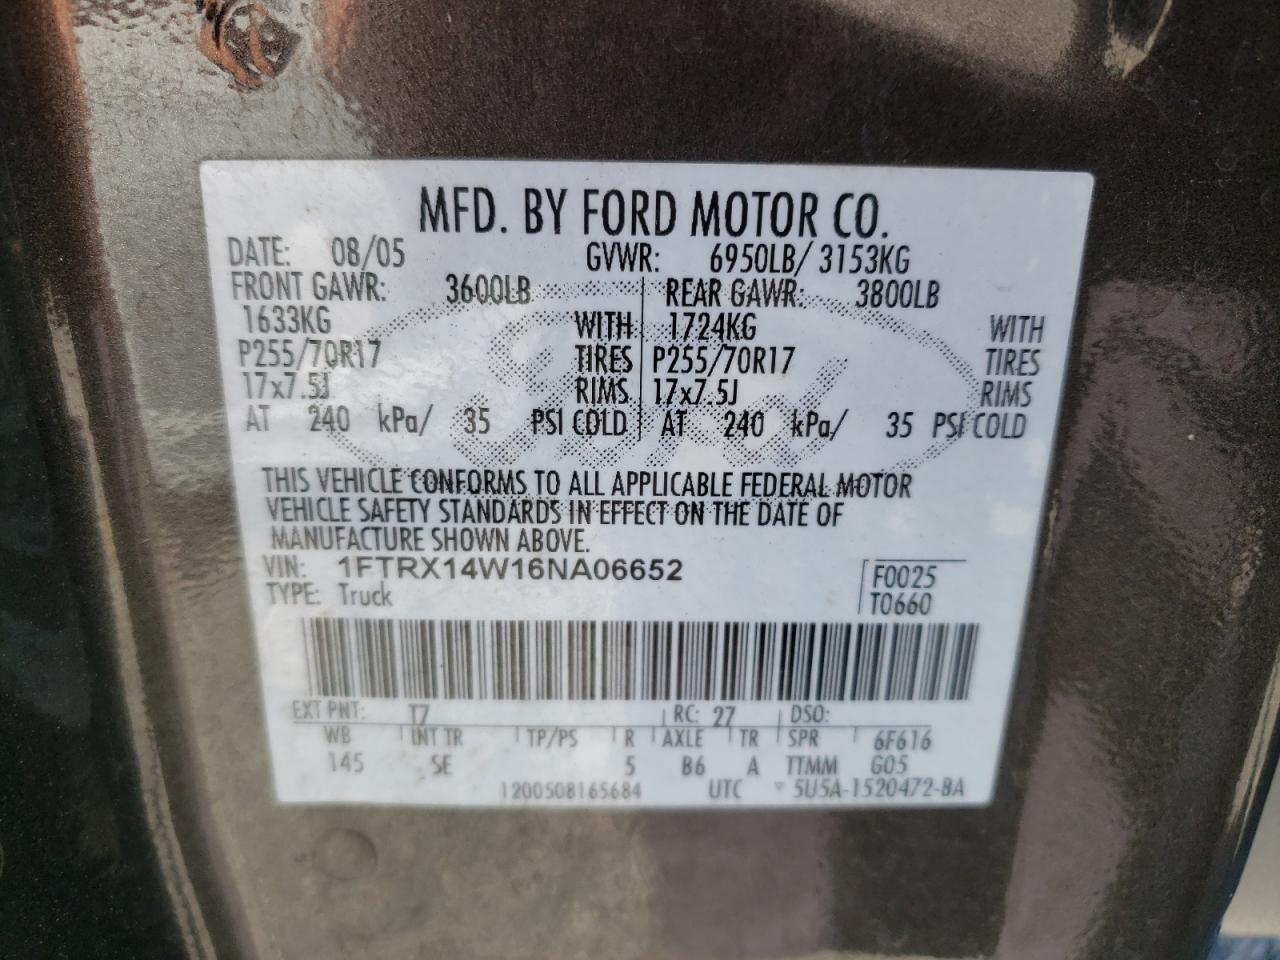 MFD. BY FORD MOTOR CO.
DATE: 08/05 GVWR: 6950LB/ 3153KG
FRONT GAWR: 3600LB REAR GAWR: 3800LB
1633KG WITH 1724KG WITH
P255/70R17 TIRES P255/70R17 TIRES
17x7.5J RIMS 17x7.5J RIMS
AT 240 kPa/ 35 PSI COLD AT 240 kPa/ 35 PSI COLD
THIS VEHICLE CONFORMS TO ALL APPLICABLE FEDERAL MOTOR
VEHICLE SAFETY STANDARDS IN EFFECT ON THE DATE OF
MANUFACTURE SHOWN ABOVE.
VIN: 1FTRX14W16NA06652 F0025
TYPE: Truck T0660
EXT PNT: T7 RC: 27 DSO:
WB INT TR TP/PS R AXLE TR SPR 6F616
145 SE 5 B6 A TTMM G05
1200508165684 UTC 5U5A-1520472-BA
Ford